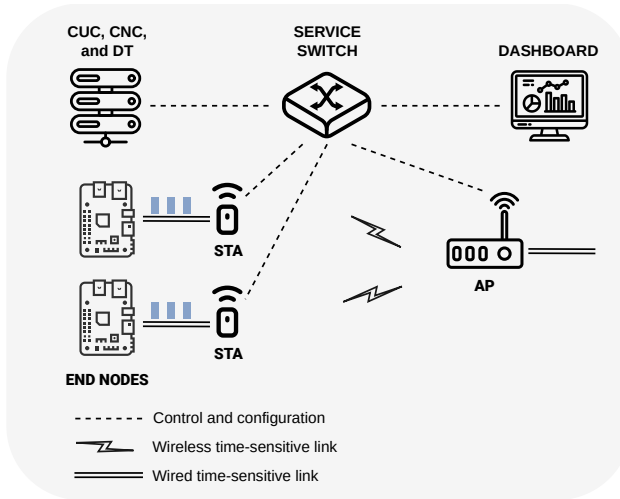 CUC, CNC,
and DT
SERVICE
SWITCH
DASHBOARD
STA
AP
STA
END NODES
Control and configuration
Wireless time-sensitive link
Wired time-sensitive link